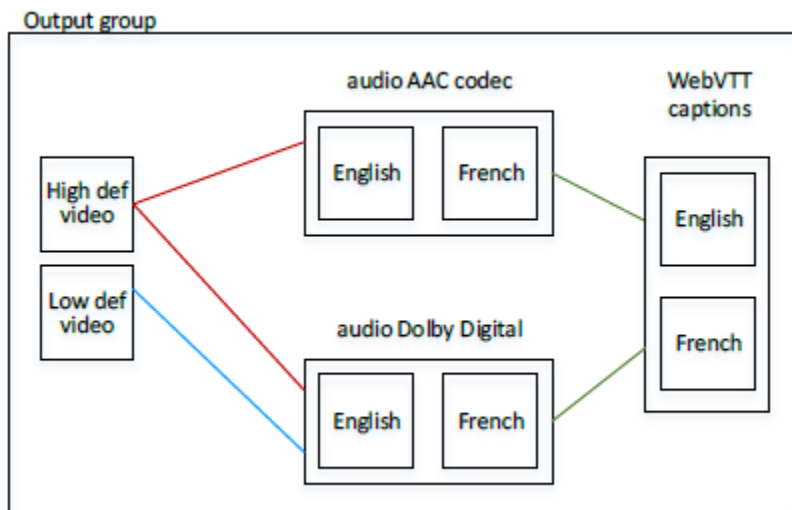 Output group
audio AAC codec
WebVTT
captions
High def
video
English
French
English
Low def
video
audio Dolby Digital
French
English
French